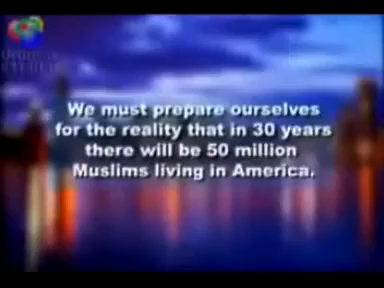 We must prepare ourselves
for the reality that in 30 years
there will be 50 million
Muslims living in America.